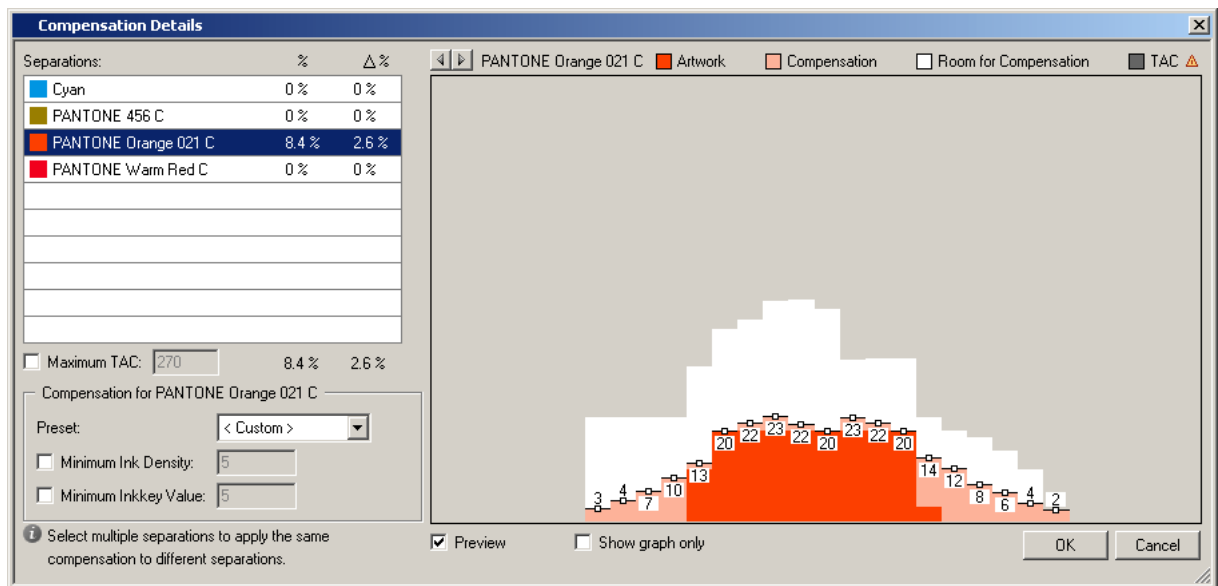 Compensation Details
Separations: % Δ%
Cyan 0 % 0 %
PANTONE 456 C 0 % 0 %
PANTONE Orange 021 C 8.4 % 2.6 %
PANTONE Warm Red C 0 % 0 %
Maximum TAC: 270 8.4 % 2.6 %
Compensation for PANTONE Orange 021 C
Preset: < Custom >
Minimum Ink Density: 5
Minimum Inkkey Value: 5
Select multiple separations to apply the same
compensation to different separations.
PANTONE Orange 021 C Artwork Compensation Room for Compensation TAC
3 4 7 10 13 20 22 23 22 20 23 22 20 14 12 8 6 4 2
Preview Show graph only OK Cancel